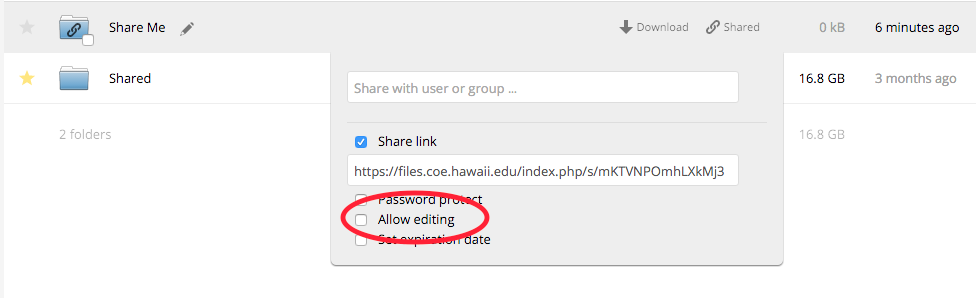 Share Me Download Shared 0 kB 6 minutes ago
Shared 16.8 GB 3 months ago
Share with user or group ...
2 folders 16.8 GB
Share link
https://files.coe.hawaii.edu/index.php/s/mKTVNPOmhLXkMj3
Password protect
Allow editing
Set expiration date